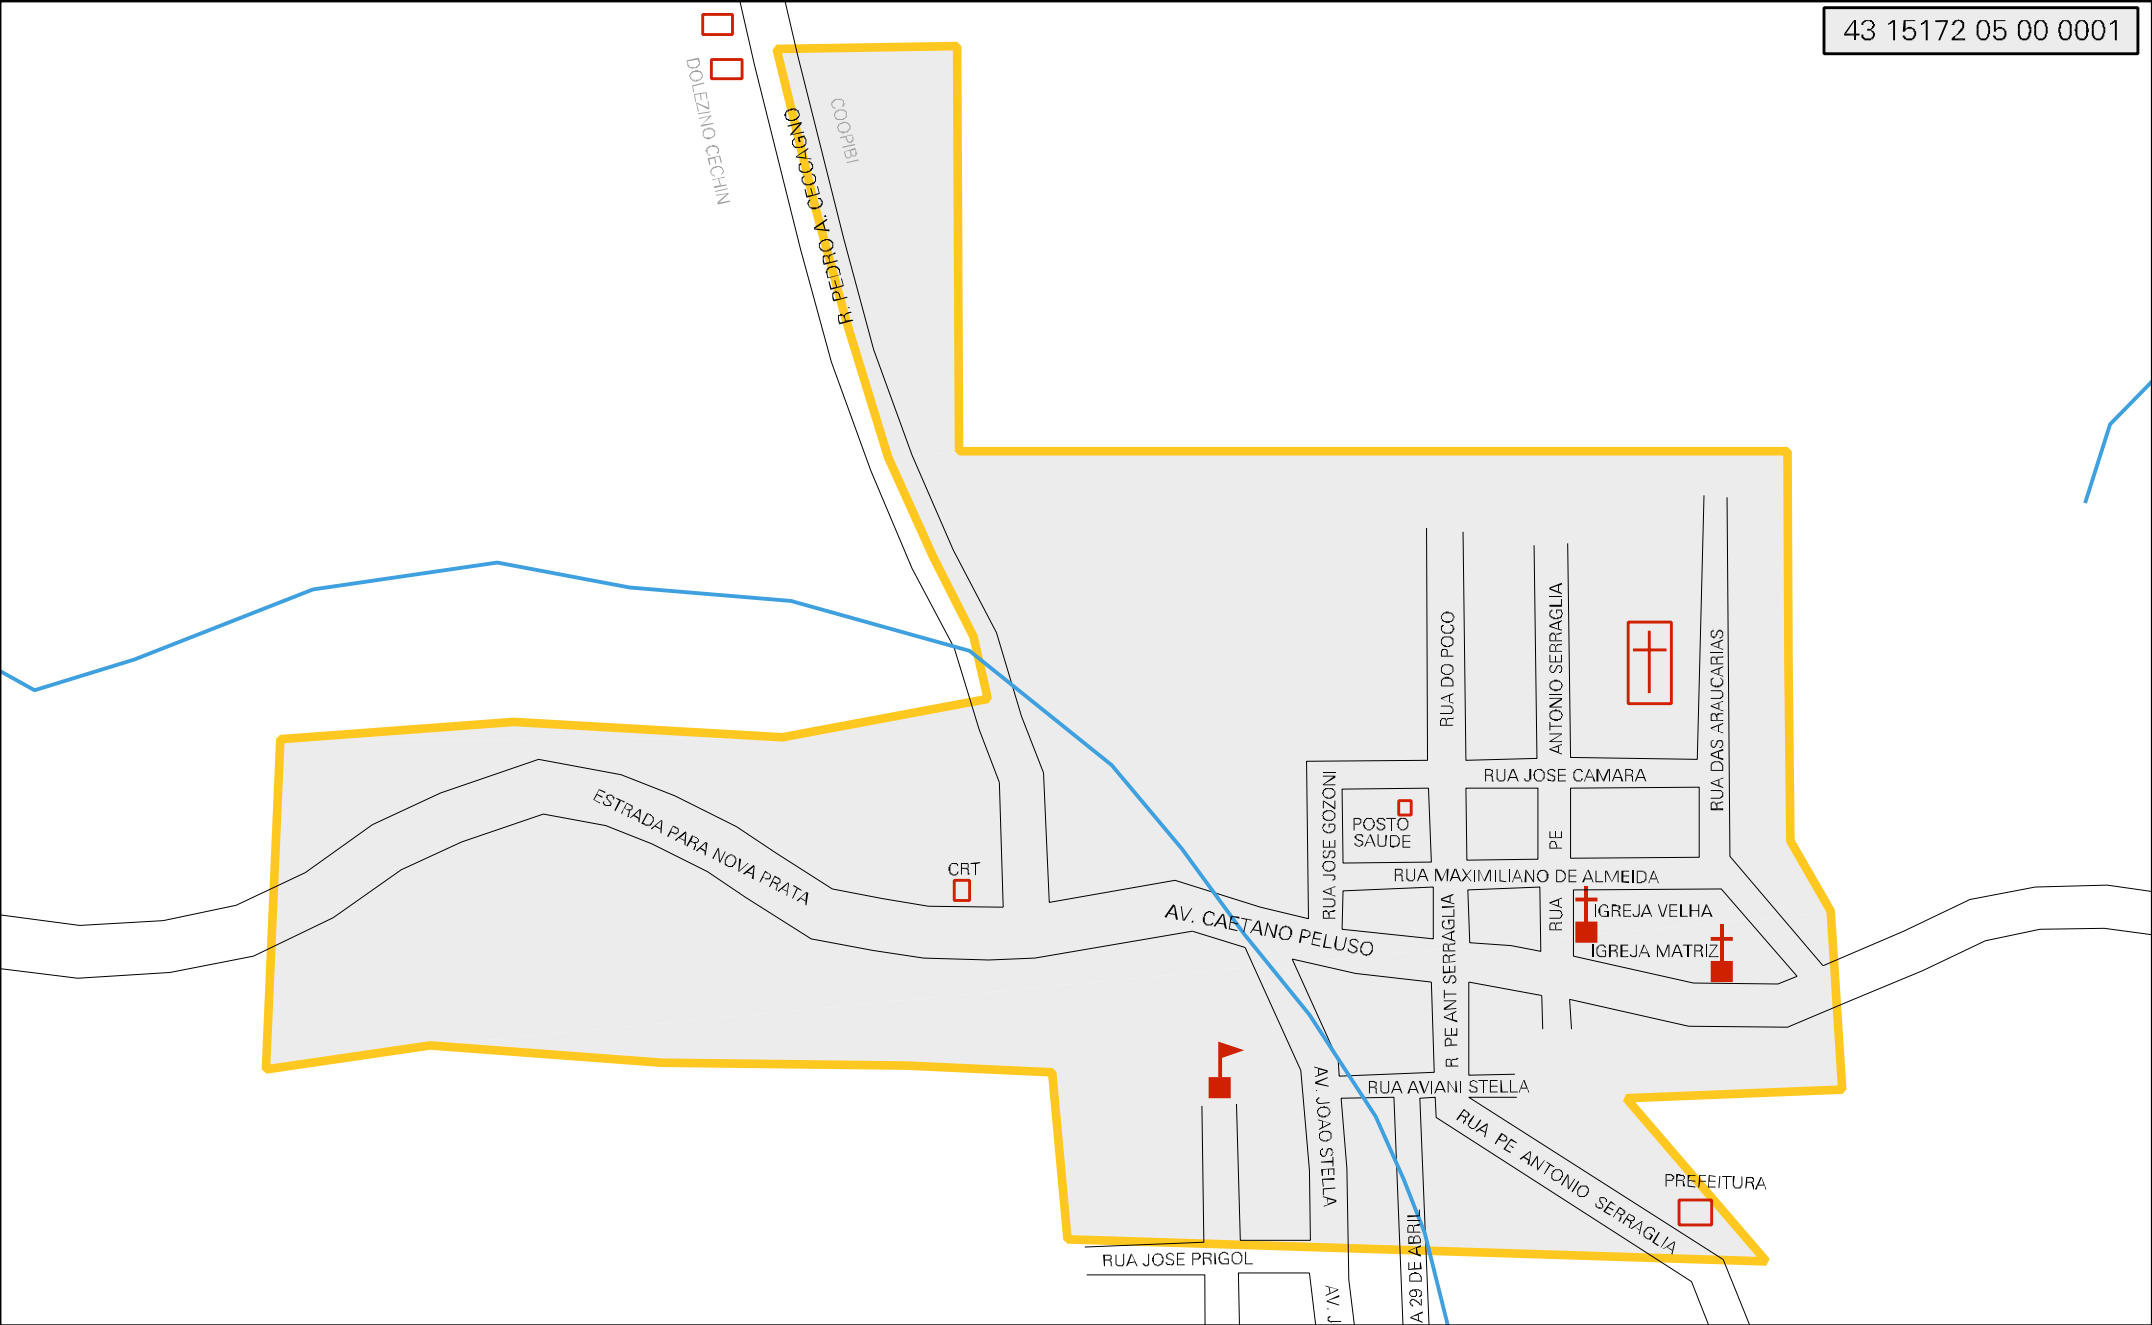 43 15172 05 00 0001
DOLEZINO CECHIN
COOPIBI
R. PEDRO A. CECCAGNO
RUA DO POCO
ANTONIO SERRAGLIA
RUA DAS ARAUCARIAS
RUA JOSE CAMARA
RUA JOSE GOZONI
POSTO
SAUDE
PE
ESTRADA PARA NOVA PRATA
CRT
RUA MAXIMILIANO DE ALMEIDA
RUA
IGREJA VELHA
AV. CAETANO PELUSO
IGREJA MATRIZ
R PE ANT SERRAGLIA
RUA AVIANI STELLA
AV. JOAO STELLA
RUA PE ANTONIO SERRAGLIA
PREFEITURA
RUA JOSE PRIGOL
A 29 DE ABRIL
AV. J